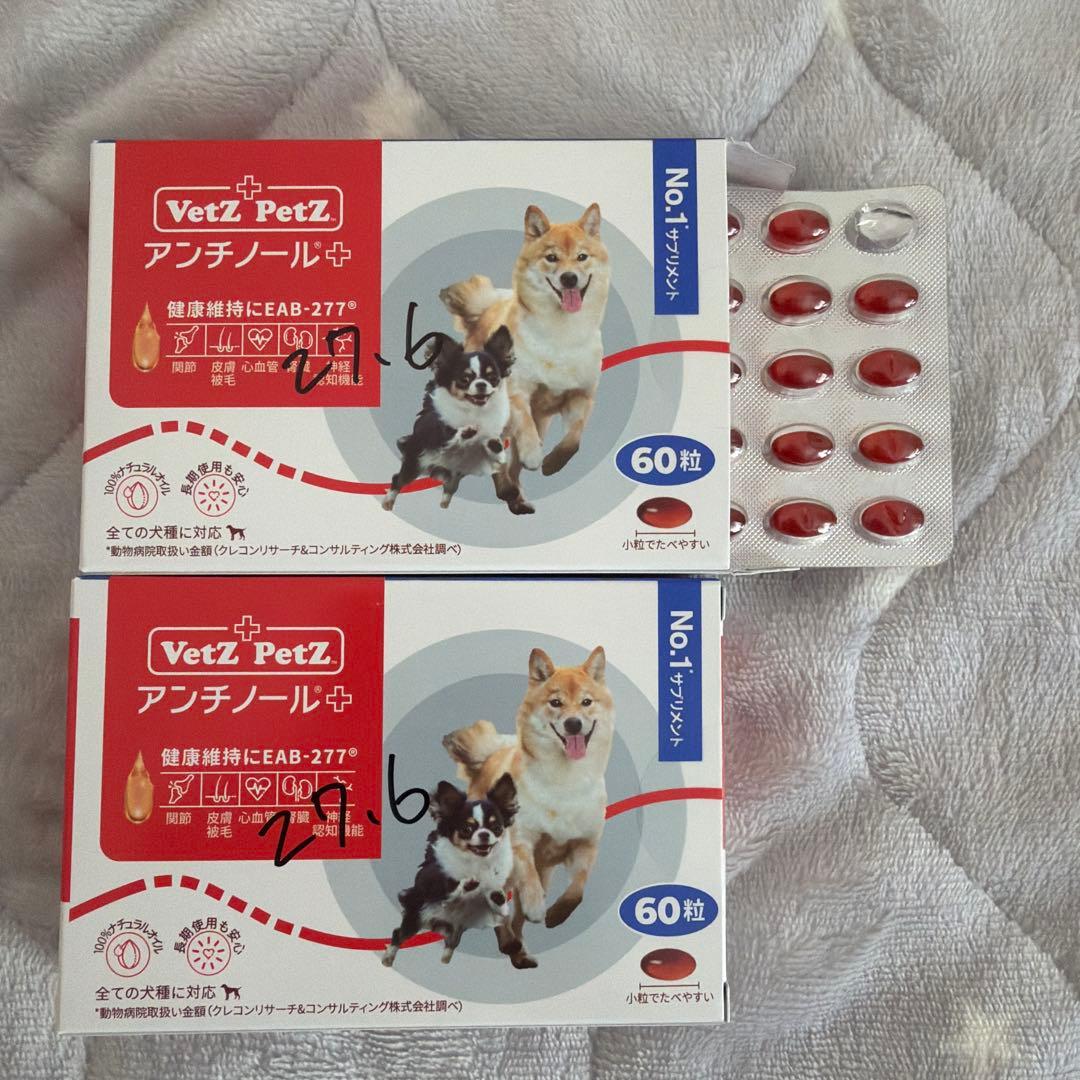 VetZ PetZ™
アンチノール®+
健康維持にEAB-277®
関節 皮膚被毛 心血管 腎臓 神経認知機能
27.6
100%ナチュラルオイル
長期使用も安心
全ての犬種に対応
*動物病院取扱い金額(クレコンリサーチ&コンサルティング株式会社調べ)
No.1*サプリメント
60粒
小粒でたべやすい
VetZ PetZ™
アンチノール®+
健康維持にEAB-277®
関節 皮膚被毛 心血管 腎臓 神経認知機能
27.6
100%ナチュラルオイル
長期使用も安心
全ての犬種に対応
*動物病院取扱い金額(クレコンリサーチ&コンサルティング株式会社調べ)
No.1*サプリメント
60粒
小粒でたべやすい